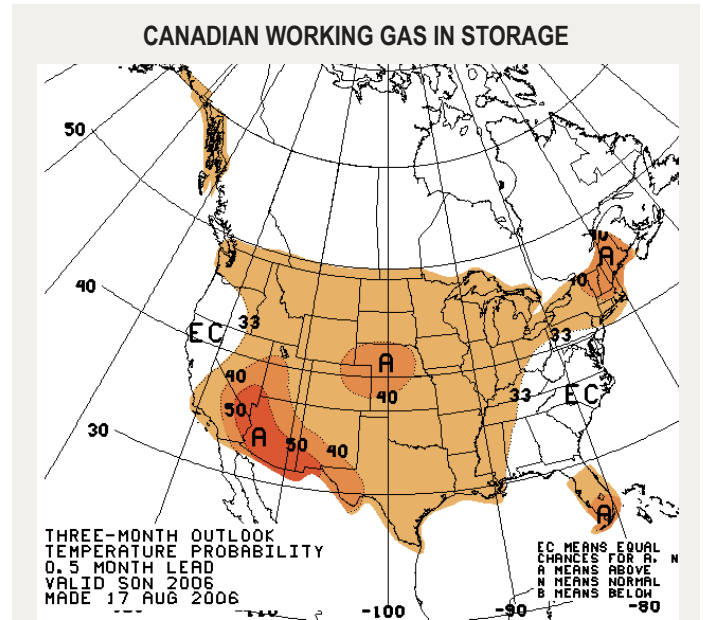 CANADIAN WORKING GAS IN STORAGE
50
40
A
40
40
EC
33
33
A
40
40
33
EC
50
A
50
40
30
A
THREE-MONTH OUTLOOK
TEMPERATURE PROBABILITY
0.5 MONTH LEAD
VALID SON 2006
MADE 17 AUG 2006
EC MEANS EQUAL
CHANCES FOR A, N
A MEANS ABOVE
N MEANS NORMAL
B MEANS BELOW
-110
-100
-90
-80